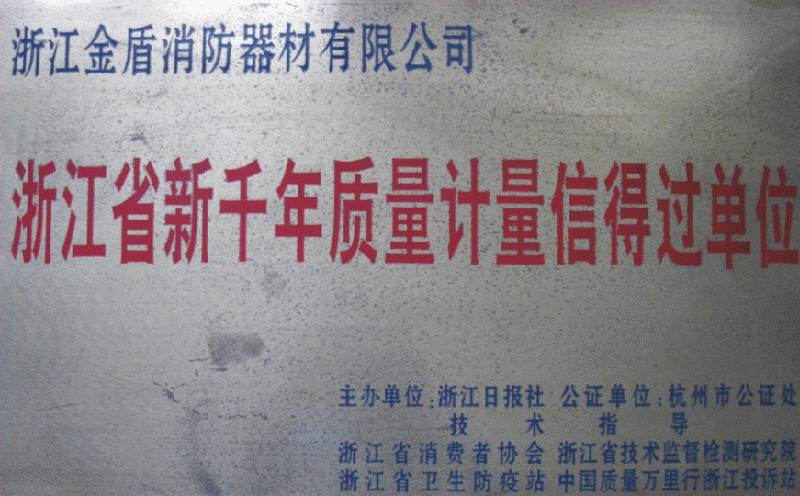 浙江金盾消防器材有限公司
浙江省新千年质量计量信得过单位
主办单位:浙江日报社 公证单位:杭州市公证处
技术指导
浙江省消费者协会 浙江省技术监督检测研究院
浙江省卫生防疫站 中国质量万里行浙江投诉站